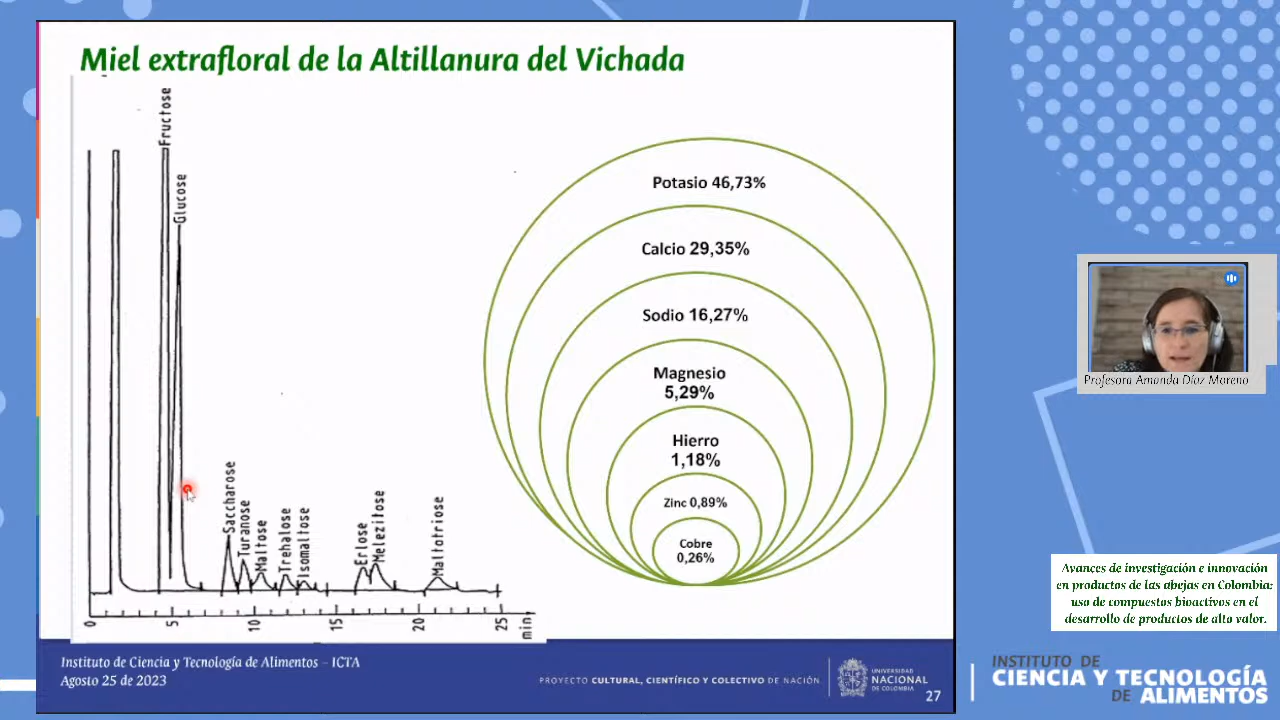 Miel extrafloral de la Altillanura del Vichada
Fructose
Glucose
Saccharose
Turanose
Maltose
Trehalose
Isomaltose
Erlose
Melezitose
Maltotriose
0
5
10
15
20
25
min
Potasio 46,73%
Calcio 29,35%
Sodio 16,27%
Magnesio
5,29%
Hierro
1,18%
Zinc 0,89%
Cobre
0,26%
Instituto de Ciencia y Tecnología de Alimentos – ICTA
Agosto 25 de 2023
PROYECTO CULTURAL, CIENTÍFICO Y COLECTIVO DE NACIÓN
UNIVERSIDAD
NACIONAL
DE COLOMBIA
27
Profesora Amanda Díaz Moreno
Avances de investigación e innovación
en productos de las abejas en Colombia:
uso de compuestos bioactivos en el
desarrollo de productos de alto valor.
INSTITUTO DE
CIENCIA Y TECNOLOGÍA
DE ALIMENTOS